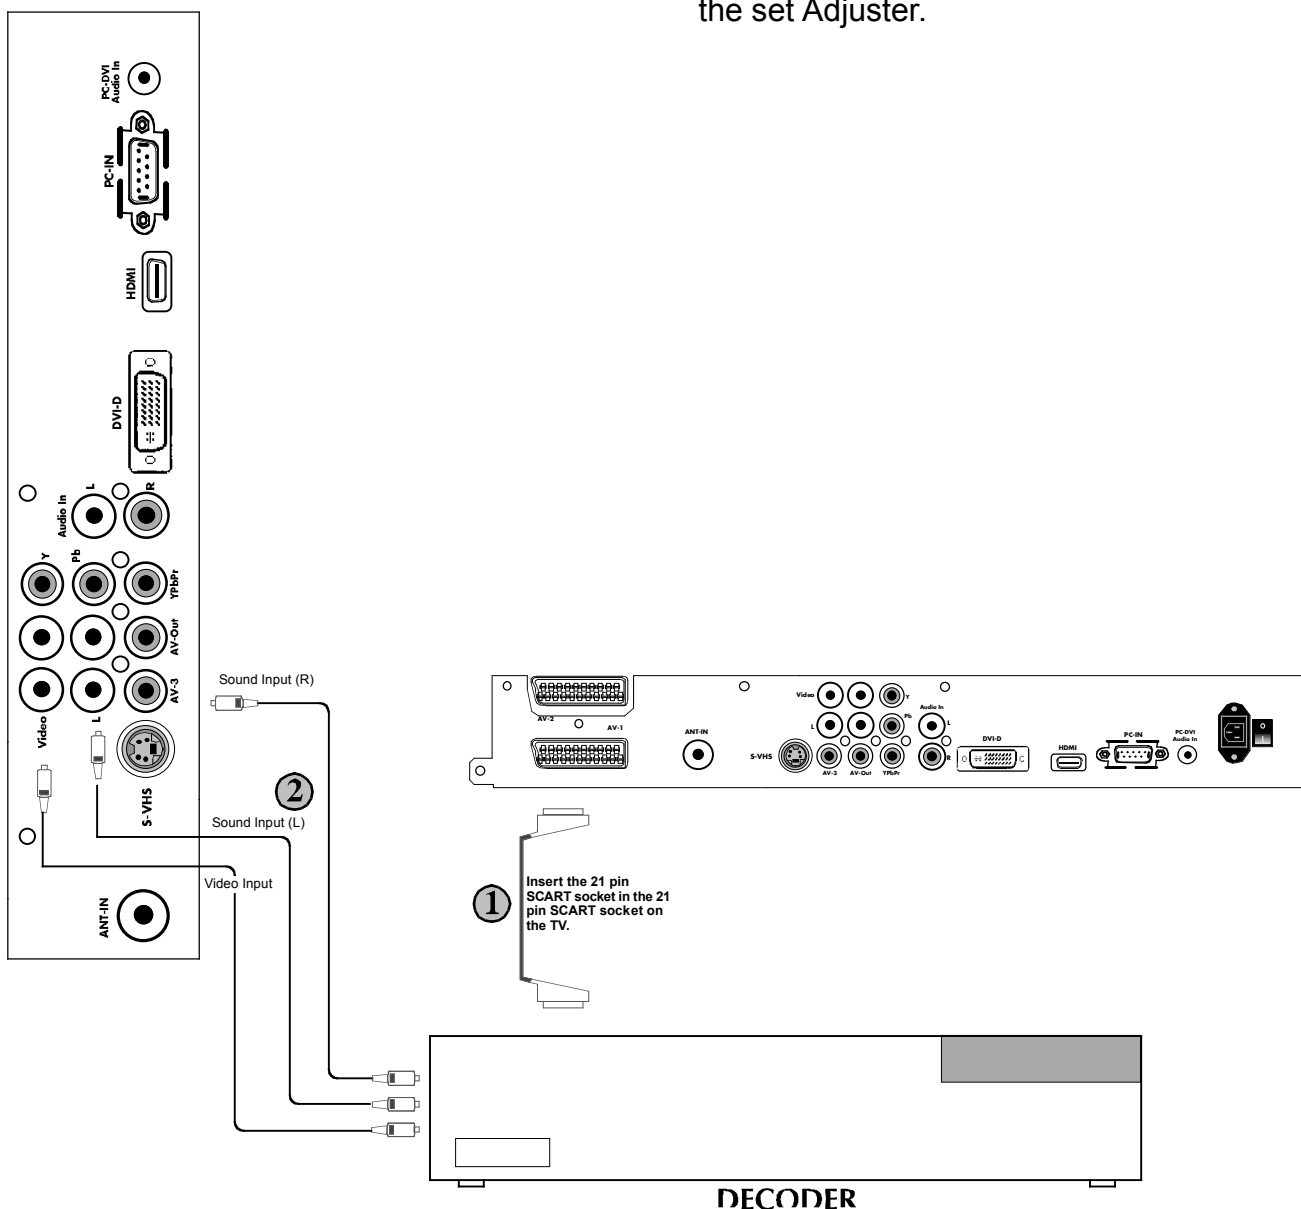 the set Adjuster.
PC-DVI
Audio In
PC-IN
HDMI
DVI-D
Audio In
L
R
Y
Pb
YPbPr
AV-Out
AV-3
Video
L
S-VHS
ANT-IN
Sound Input (R)
2
Sound Input (L)
Video Input
AV-2
AV-1
ANT-IN
Video
L
S-VHS
AV-3
AV-Out
YPbPr
Y
Pb
Audio In
L
R
DVI-D
O
C
HDMI
PC-IN
PC-DVI
Audio In
O
I
1
Insert the 21 pin
SCART socket in the 21
pin SCART socket on
the TV.
DECODER